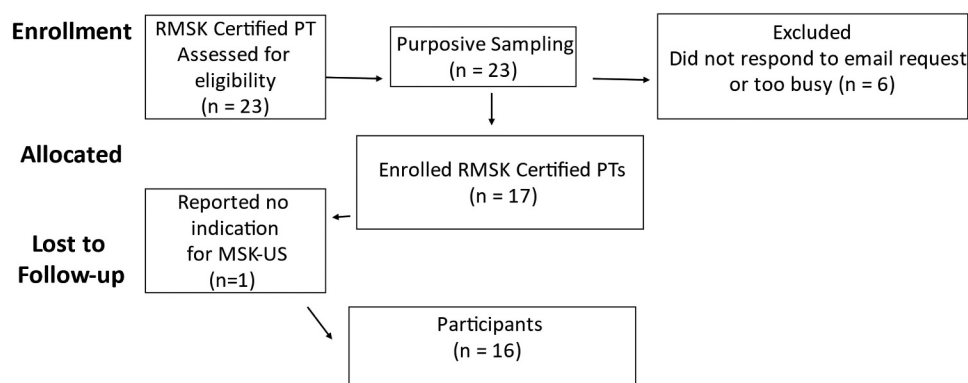 Enrollment
RMSK Certified PT
Assessed for
eligibility
(n = 23)
Purposive Sampling
(n = 23)
Excluded
Did not respond to email request
or too busy (n = 6)
Allocated
Enrolled RMSK Certified PTs
(n = 17)
Lost to
Follow-up
Reported no
indication
for MSK-US
(n=1)
Participants
(n = 16)